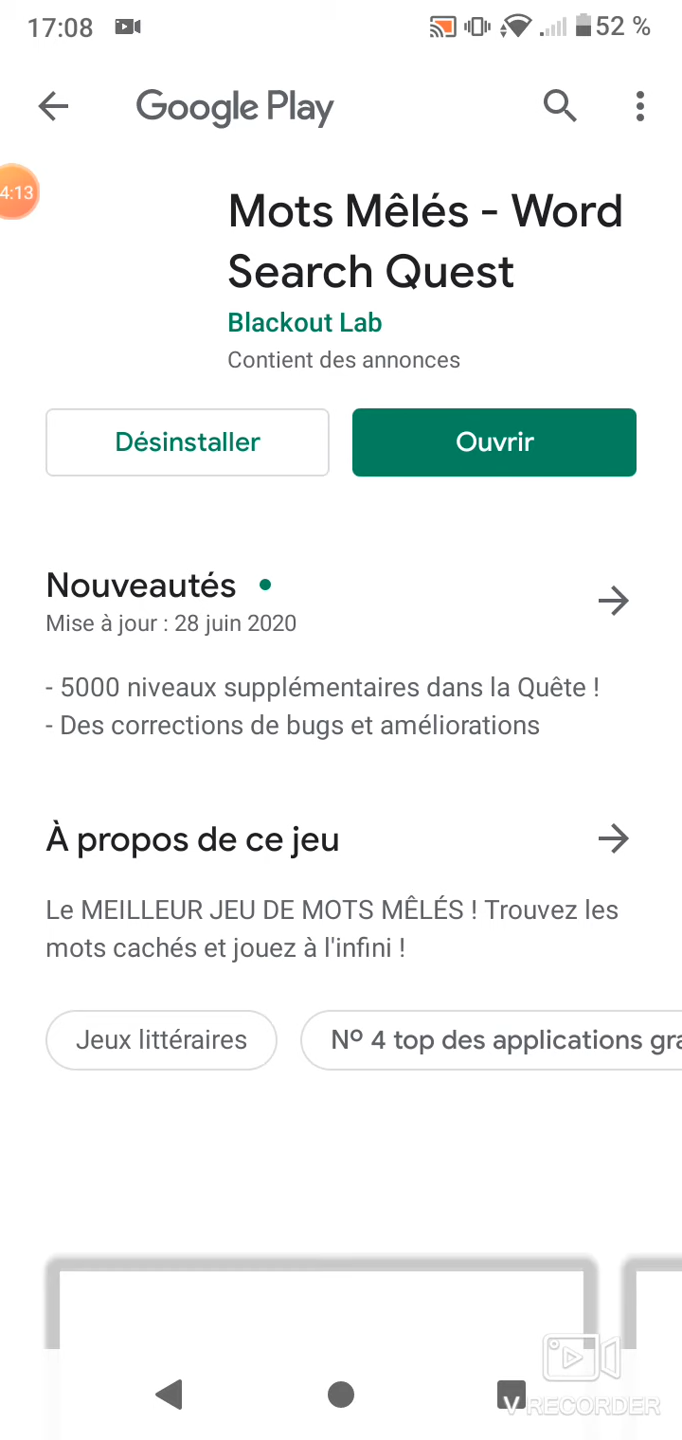 17:08
52 %
Google Play
4:13
Mots Mêlés - Word
Search Quest
Blackout Lab
Contient des annonces
Désinstaller
Ouvrir
Nouveautés
Mise à jour : 28 juin 2020
- 5000 niveaux supplémentaires dans la Quête !
- Des corrections de bugs et améliorations
À propos de ce jeu
Le MEILLEUR JEU DE MOTS MÊLÉS ! Trouvez les
mots cachés et jouez à l'infini !
Jeux littéraires
Nº 4 top des applications gra
V RECORDER